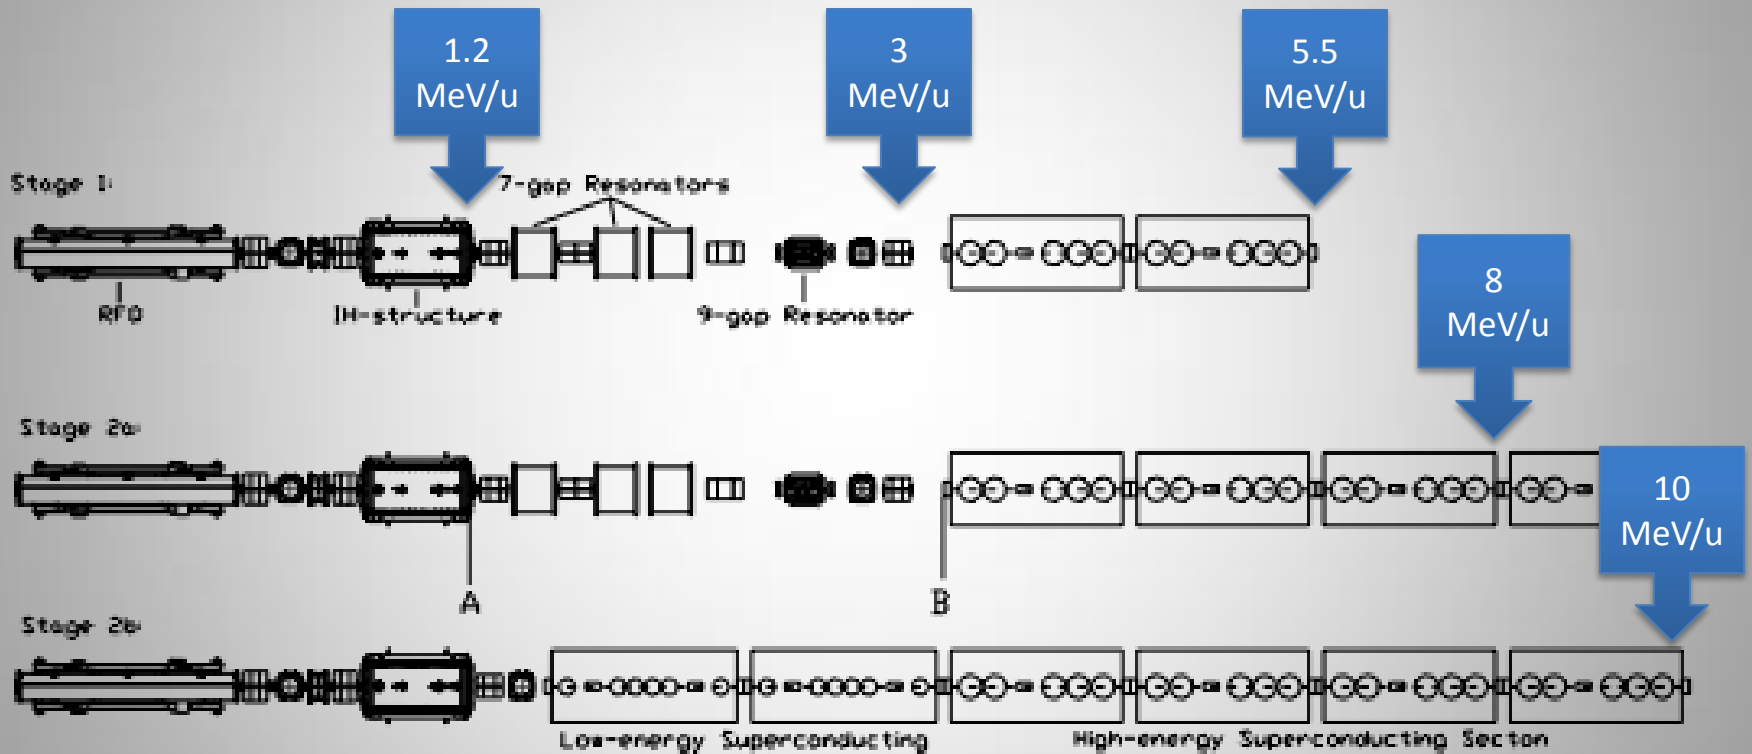 1.2
MeV/u
3
MeV/u
5.5
MeV/u
Stage 1:
7-gap Resonators
RFQ
IH-structure
9-gap Resonator
8
MeV/u
Stage 2a:
10
MeV/u
A
B
Stage 2b:
Low-energy Superconducting
High-energy Superconducting Section